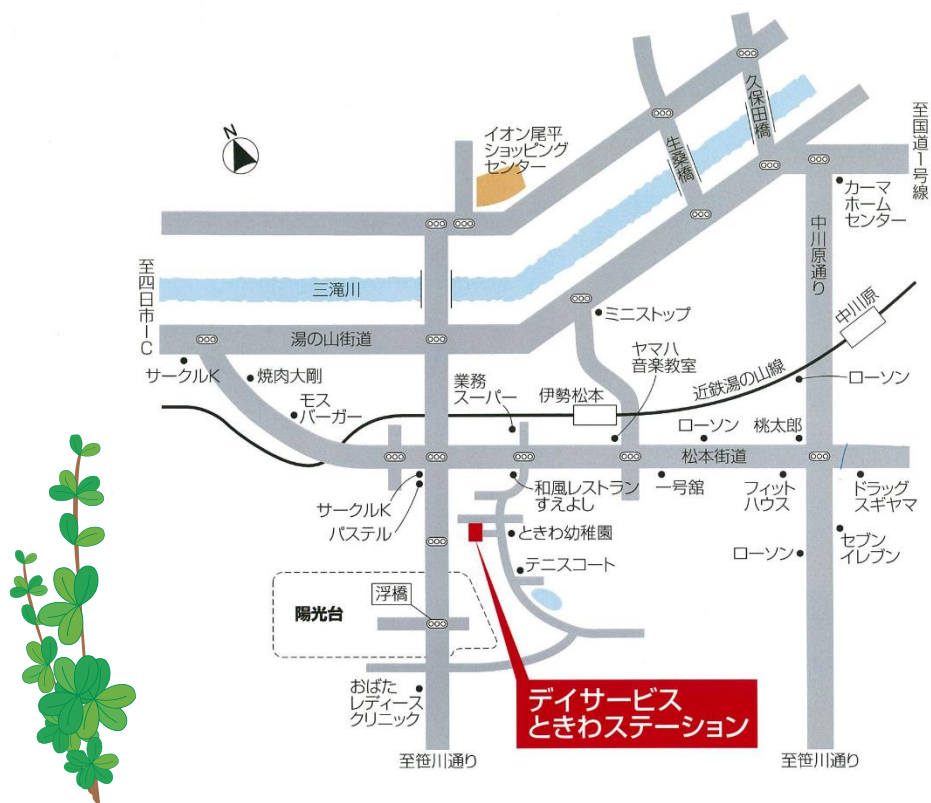 N
イオン尾平
ショッピング
センター
久保田橋
生桑橋
至国道1号線
カーマ
ホーム
センター
中川原通り
至四日市IC
三滝川
湯の山街道
ミニストップ
中川原
サークルK
焼肉大剛
モス
バーガー
業務
スーパー
伊勢松本
ヤマハ
音楽教室
近鉄湯の山線
ローソン
ローソン
桃太郎
松本街道
サークルK
パステル
和風レストラン
すえよし
一号舘
フィット
ハウス
ドラッグ
スギヤマ
ときわ幼稚園
テニスコート
ローソン
セブン
イレブン
浮橋
陽光台
おばた
レディース
クリニック
デイサービス
ときわステーション
至笹川通り
至笹川通り